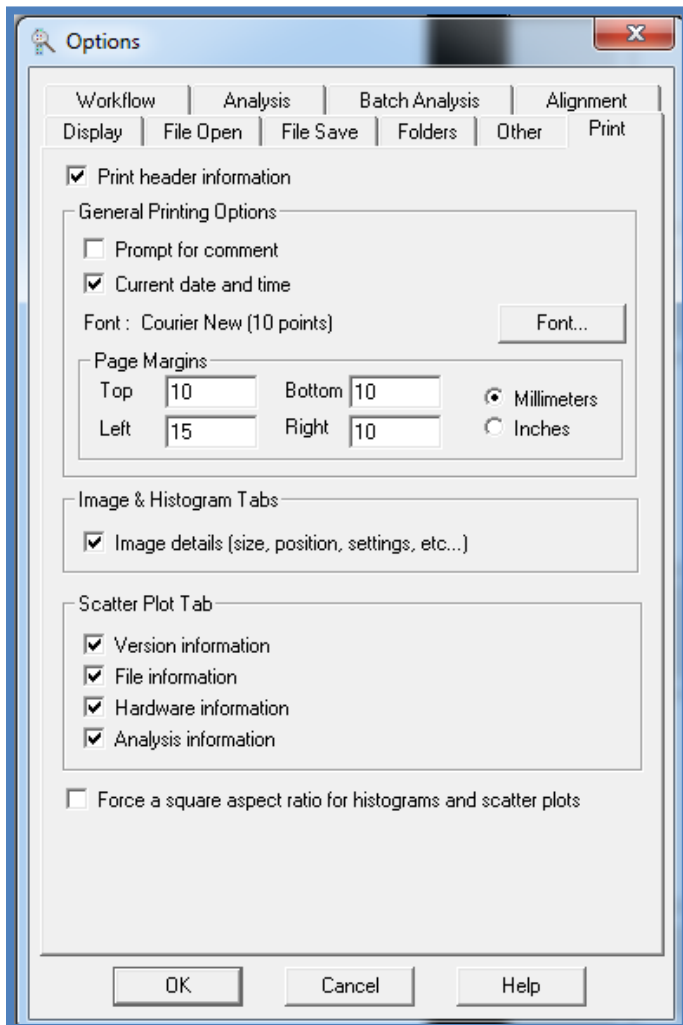 Options
Workflow Analysis Batch Analysis Alignment
Display File Open File Save Folders Other Print
Print header information
General Printing Options
Prompt for comment
Current date and time
Font : Courier New (10 points) Font...
Page Margins
Top 10 Bottom 10 Millimeters
Left 15 Right 10 Inches
Image & Histogram Tabs
Image details (size, position, settings, etc...)
Scatter Plot Tab
Version information
File information
Hardware information
Analysis information
Force a square aspect ratio for histograms and scatter plots
OK Cancel Help